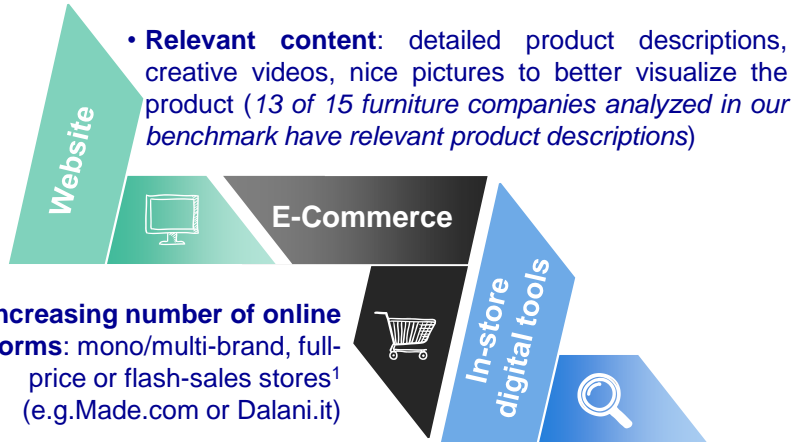 • Relevant content: detailed product descriptions,
creative videos, nice pictures to better visualize the
product (13 of 15 furniture companies analyzed in our
benchmark have relevant product descriptions)
Website
E-Commerce
ncreasing number of online
orms: mono/multi-brand, full-
price or flash-sales stores¹
(e.g.Made.com or Dalani.it)
In-store
digital tools